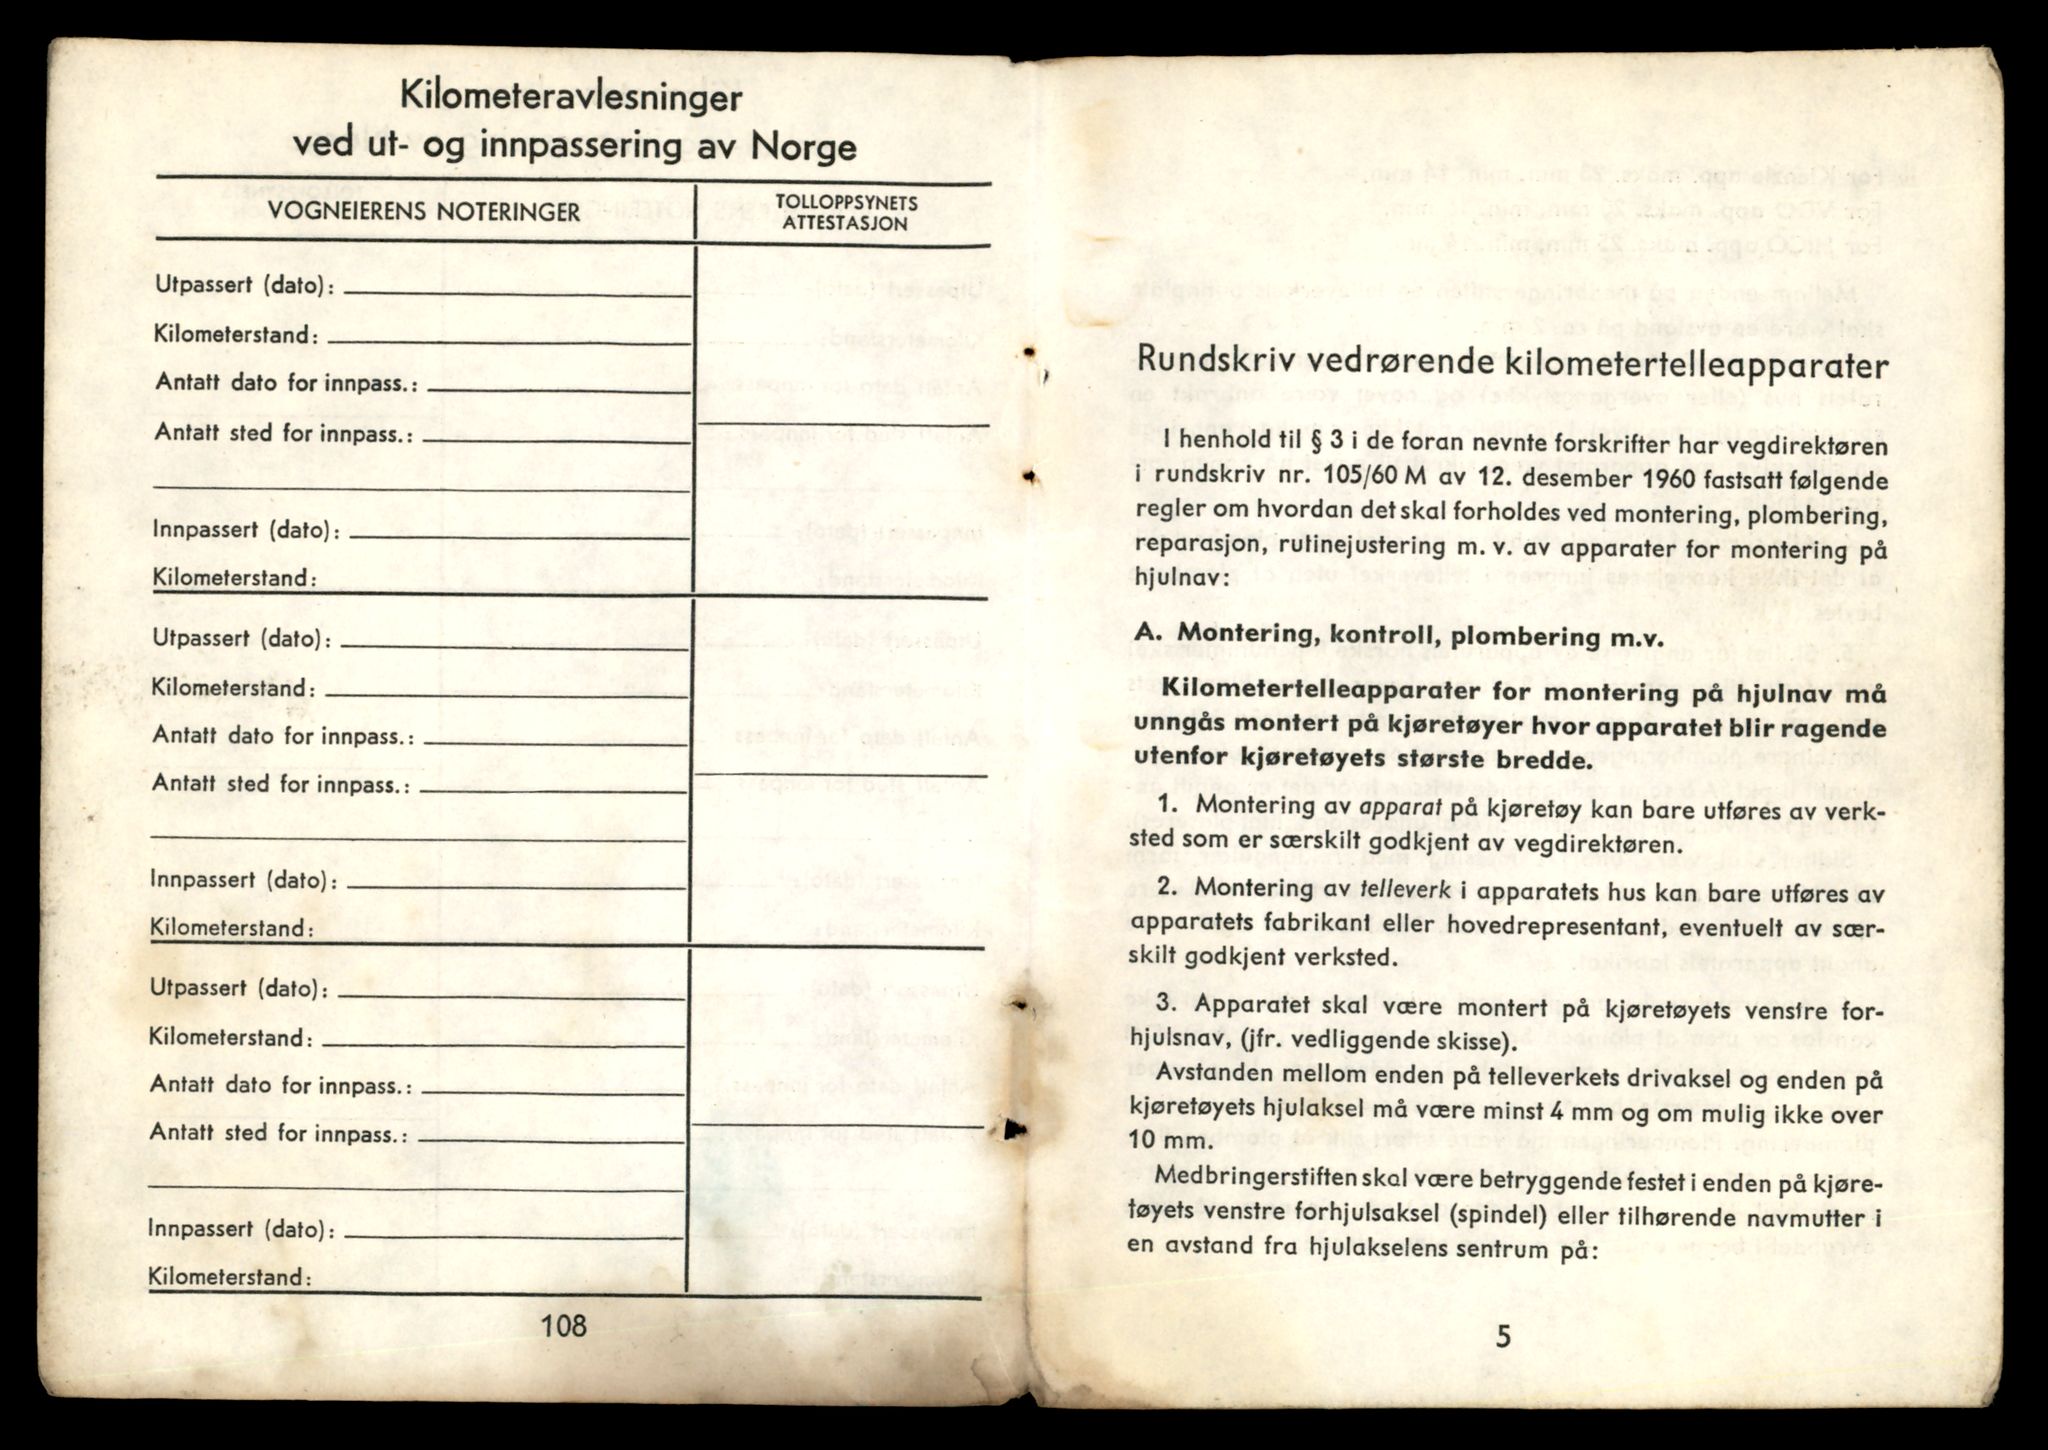 Kilometeravlesninger
ved ut- og innpassering av Norge
VOGNEIERENS NOTERINGER
TOLLOPPSYNETS
ATTESTASJON
Utpassert (dato):
Kilometerstand:
Antatt dato for innpass.:
Antatt sted for innpass.:
Innpassert (dato):
Kilometerstand:
Utpassert (dato):
Kilometerstand:
Antatt dato for innpass.:
Antatt sted for innpass.:
Innpassert (dato):
Kilometerstand:
Utpassert (dato):
Kilometerstand:
Antatt dato for innpass.:
Antatt sted for innpass.:
Innpassert (dato):
Kilometerstand:
108
Rundskriv vedrørende kilometertelleapparater
I henhold til § 3 i de foran nevnte forskrifter har vegdirektøren
i rundskriv nr. 105/60 M av 12. desember 1960 fastsatt følgende
regler om hvordan det skal forholdes ved montering, plombering,
reparasjon, rutinejustering m. v. av apparater for montering på
hjulnav:
A. Montering, kontroll, plombering m.v.
Kilometertelleapparater for montering på hjulnav må
unngås montert på kjøretøyer hvor apparatet blir ragende
utenfor kjøretøyets største bredde.
1. Montering av apparat på kjøretøy kan bare utføres av verk-
sted som er særskilt godkjent av vegdirektøren.
2. Montering av telleverk i apparatets hus kan bare utføres av
apparatets fabrikant eller hovedrepresentant, eventuelt av sær-
skilt godkjent verksted.
3. Apparatet skal være montert på kjøretøyets venstre for-
hjulsnav, (jfr. vedliggende skisse).
Avstanden mellom enden på telleverkets drivaksel og enden på
kjøretøyets hjulaksel må være minst 4 mm og om mulig ikke over
10 mm.
Medbringerstiften skal være betryggende festet i enden på kjøre-
tøyets venstre forhjulsaksel (spindel) eller tilhørende navmutter i
en avstand fra hjulakselens sentrum på:
5